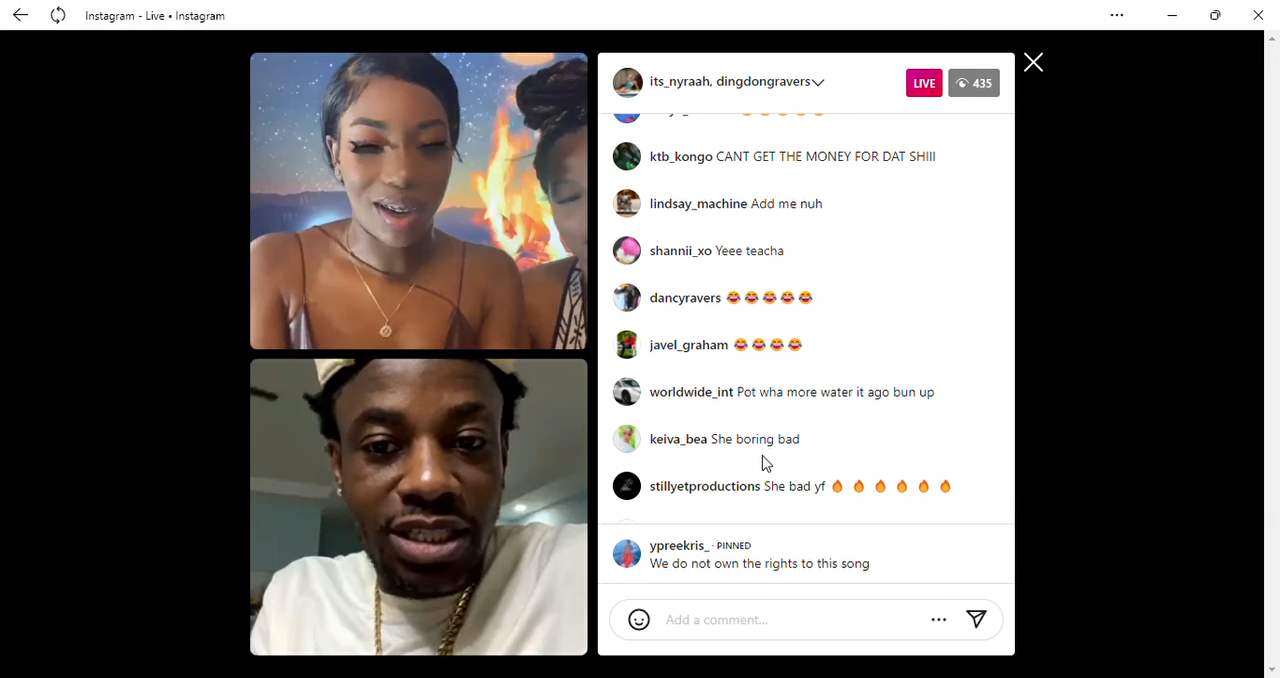 Instagram - Live • Instagram
its_nyraah, dingdongravers
LIVE
435
ktb_kongo CANT GET THE MONEY FOR DAT SHIII
lindsay_machine Add me nuh
shannii_xo Yeee teacha
dancyravers 😂😂😂😂😂
javel_graham 😂😂😂😂
worldwide_int Pot wha more water it ago bun up
keiva_bea She boring bad
stillyetproductions She bad yf 🔥 🔥 🔥 🔥 🔥 🔥
ypreekris_ · PINNED
We do not own the rights to this song
Add a comment...